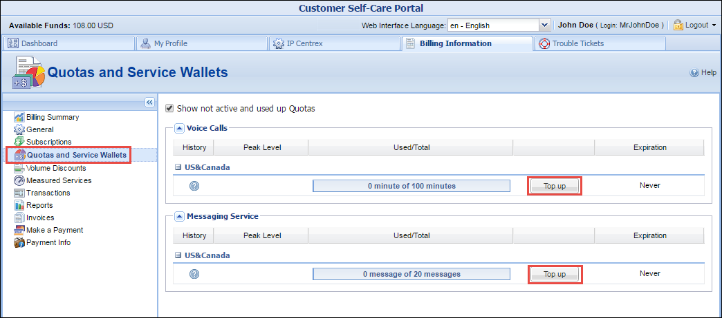 Customer Self-Care Portal
Available Funds: 108.00 USD Web Interface Language: en - English John Doe ( Login: MrJohnDoe ) Logout
Dashboard My Profile IP Centrex Billing Information Trouble Tickets
Quotas and Service Wallets Help
Billing Summary
General
Subscriptions
Quotas and Service Wallets
Volume Discounts
Measured Services
Transactions
Reports
Invoices
Make a Payment
Payment Info
Show not active and used up Quotas
Voice Calls
History Peak Level Used/Total Expiration
US&Canada
0 minute of 100 minutes Top up Never
Messaging Service
History Peak Level Used/Total Expiration
US&Canada
0 message of 20 messages Top up Never